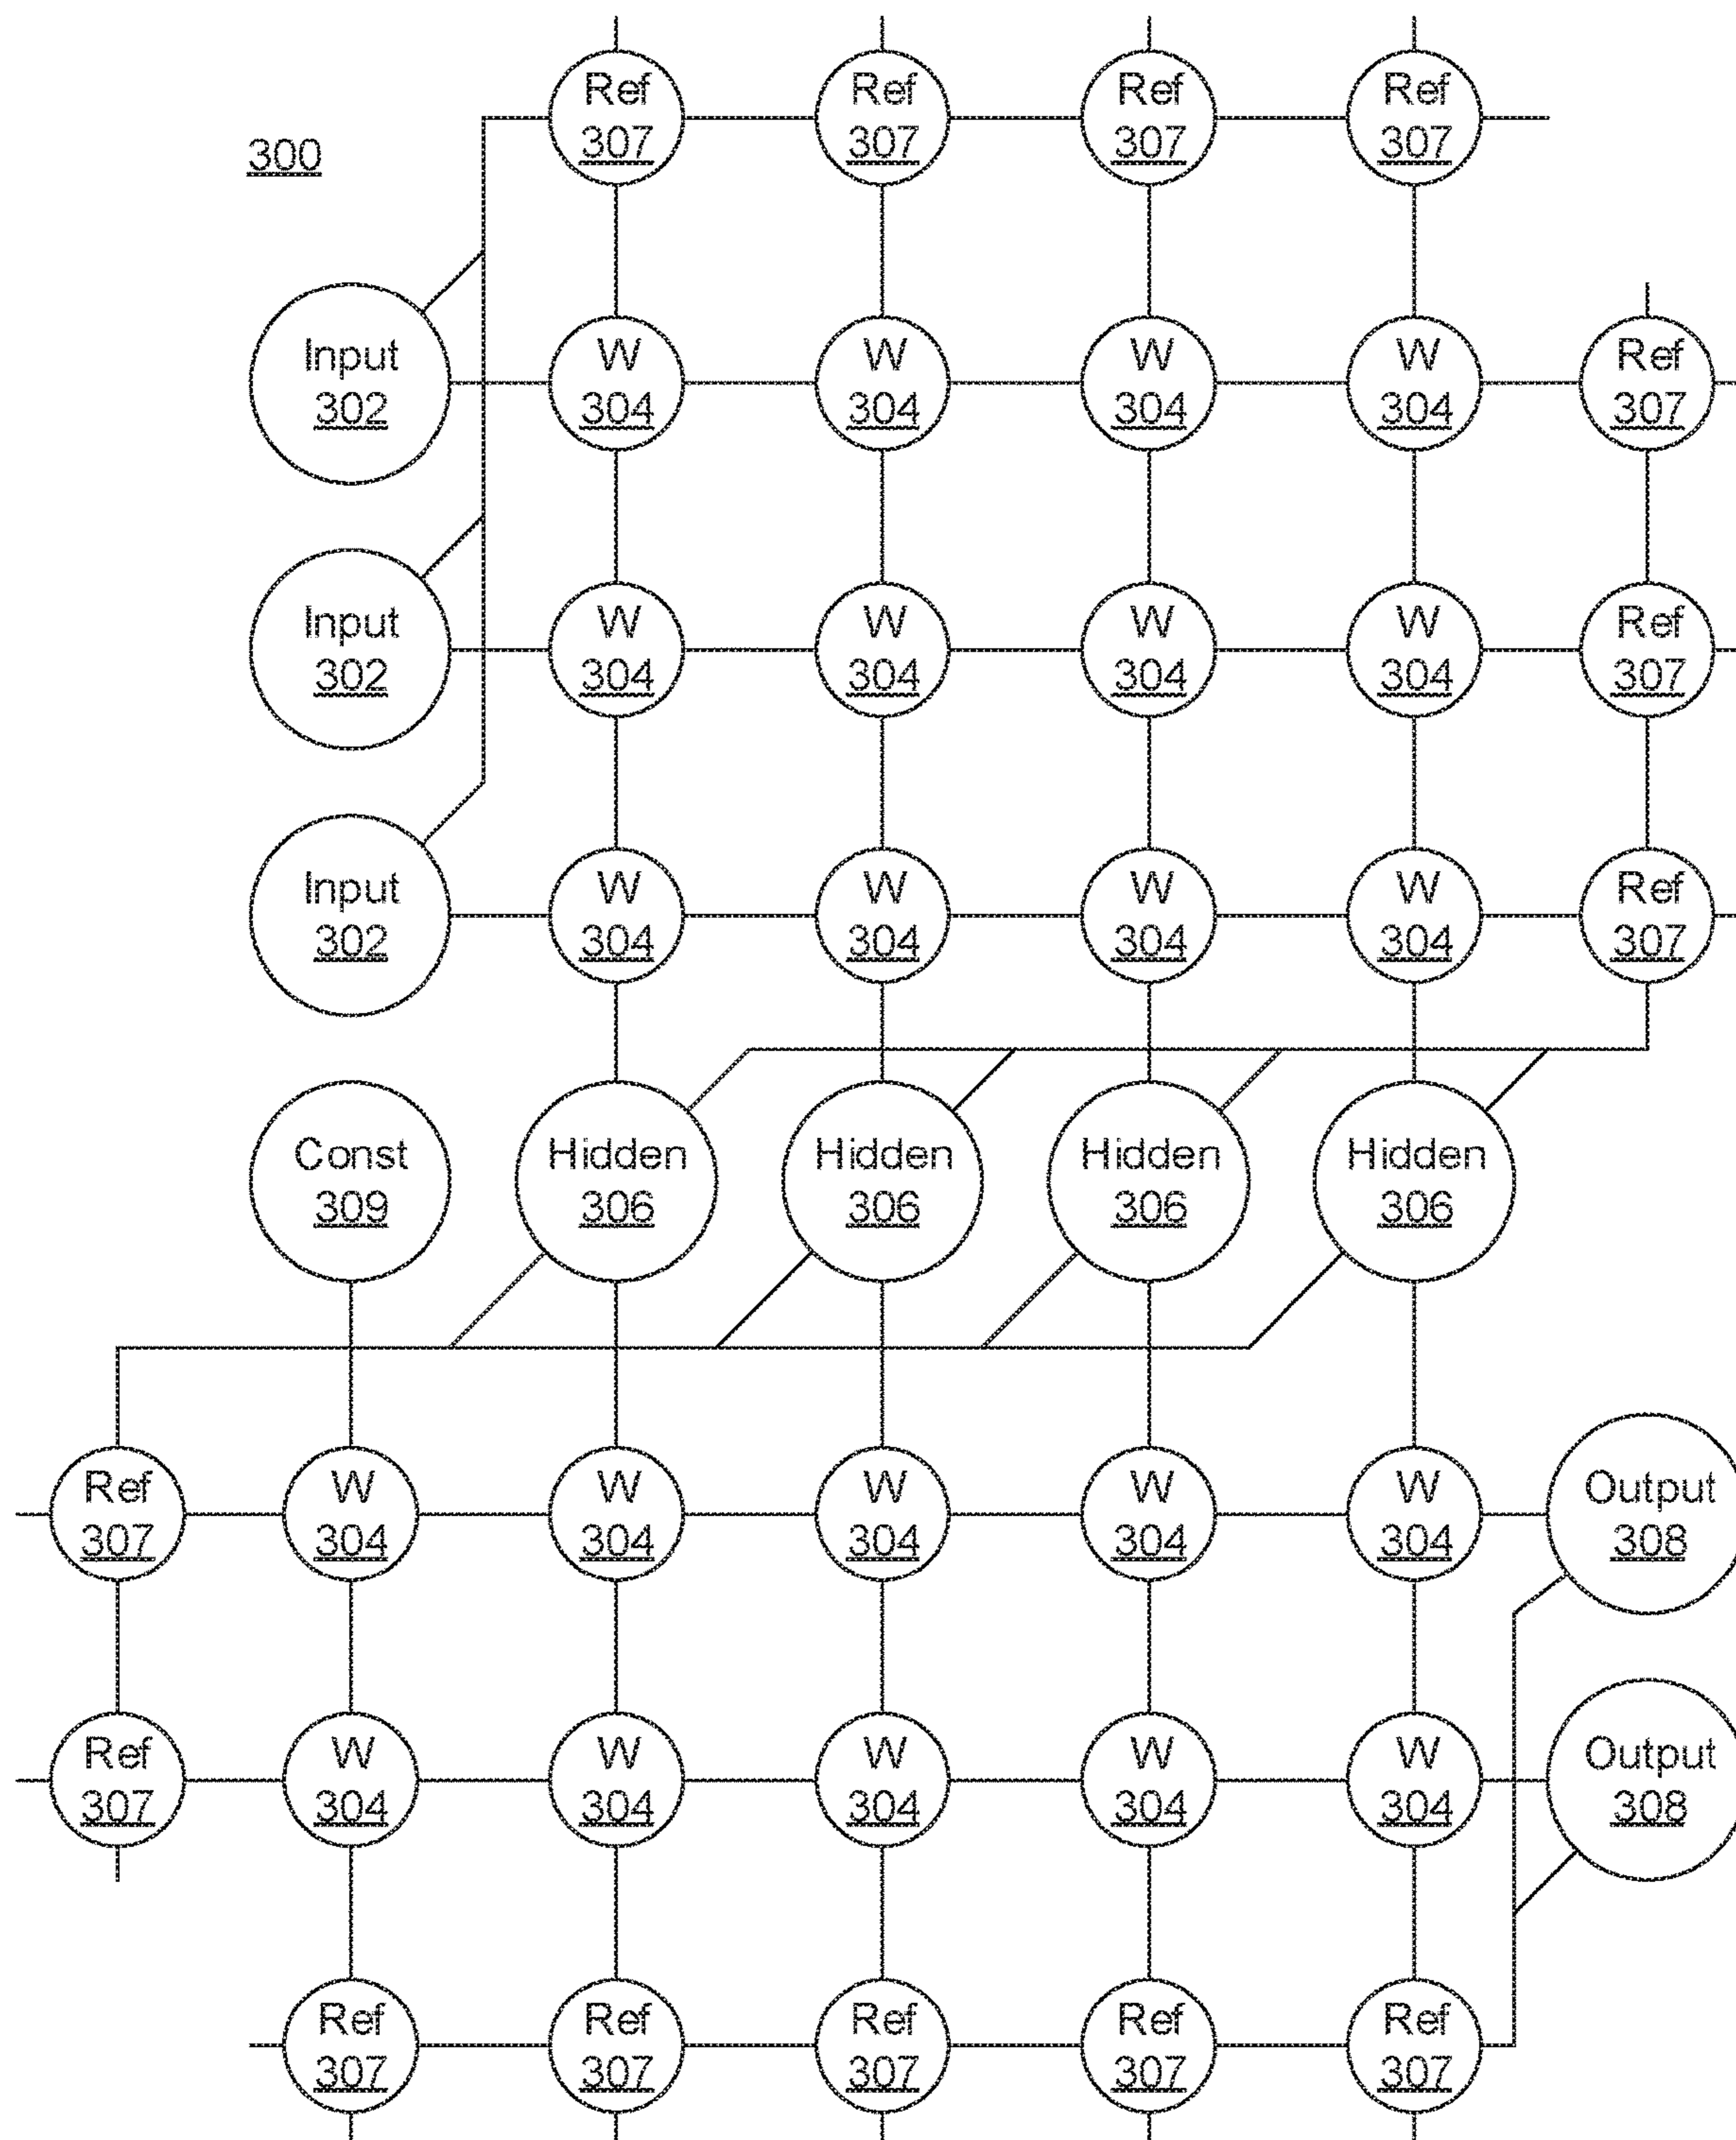 Ref Ref Ref Ref
307 307 307 307
300
Input W W W W Ref
302 304 304 304 304 307
Input W W W W Ref
302 304 304 304 304 307
Input W W W W Ref
302 304 304 304 304 307
Const Hidden Hidden Hidden Hidden
309 306 306 306 306
Ref W W W W W Output
307 304 304 304 304 304 308
Ref W W W W W Output
307 304 304 304 304 304 308
Ref Ref Ref Ref Ref
307 307 307 307 307